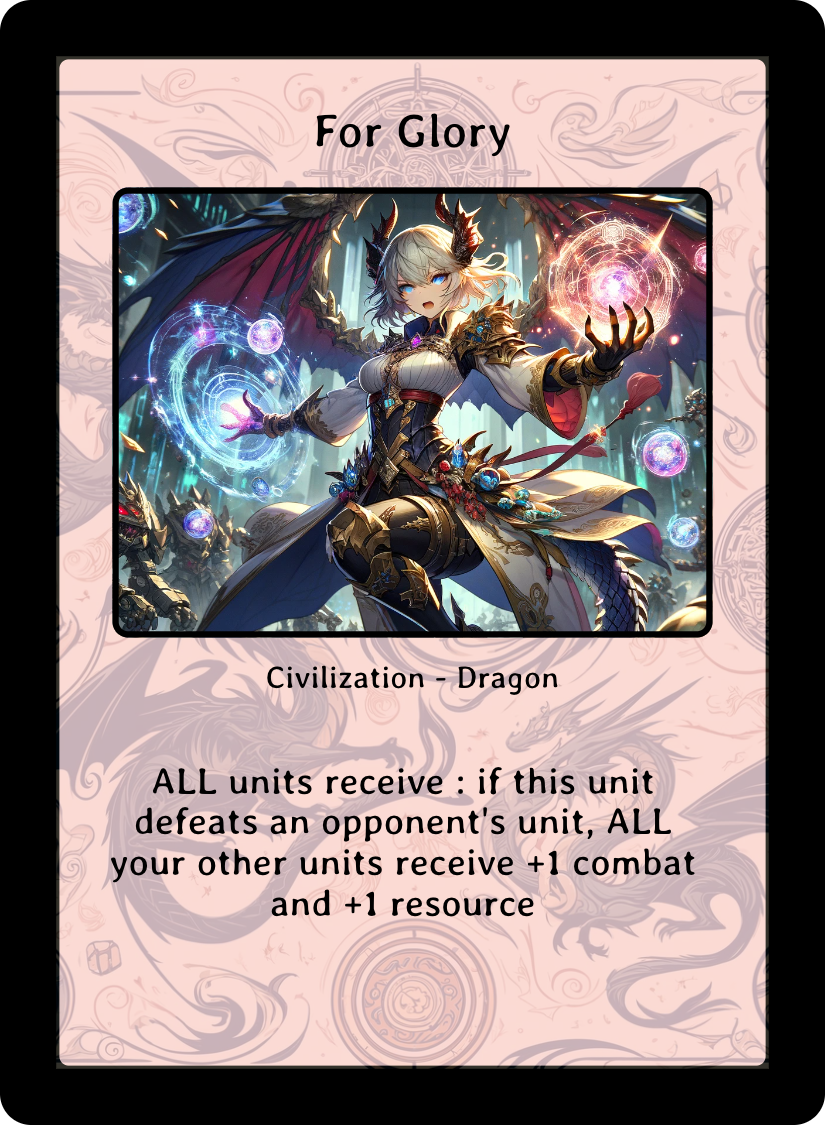 For Glory
Civilization - Dragon
ALL units receive : if this unit
defeats an opponent's unit, ALL
your other units receive +1 combat
and +1 resource